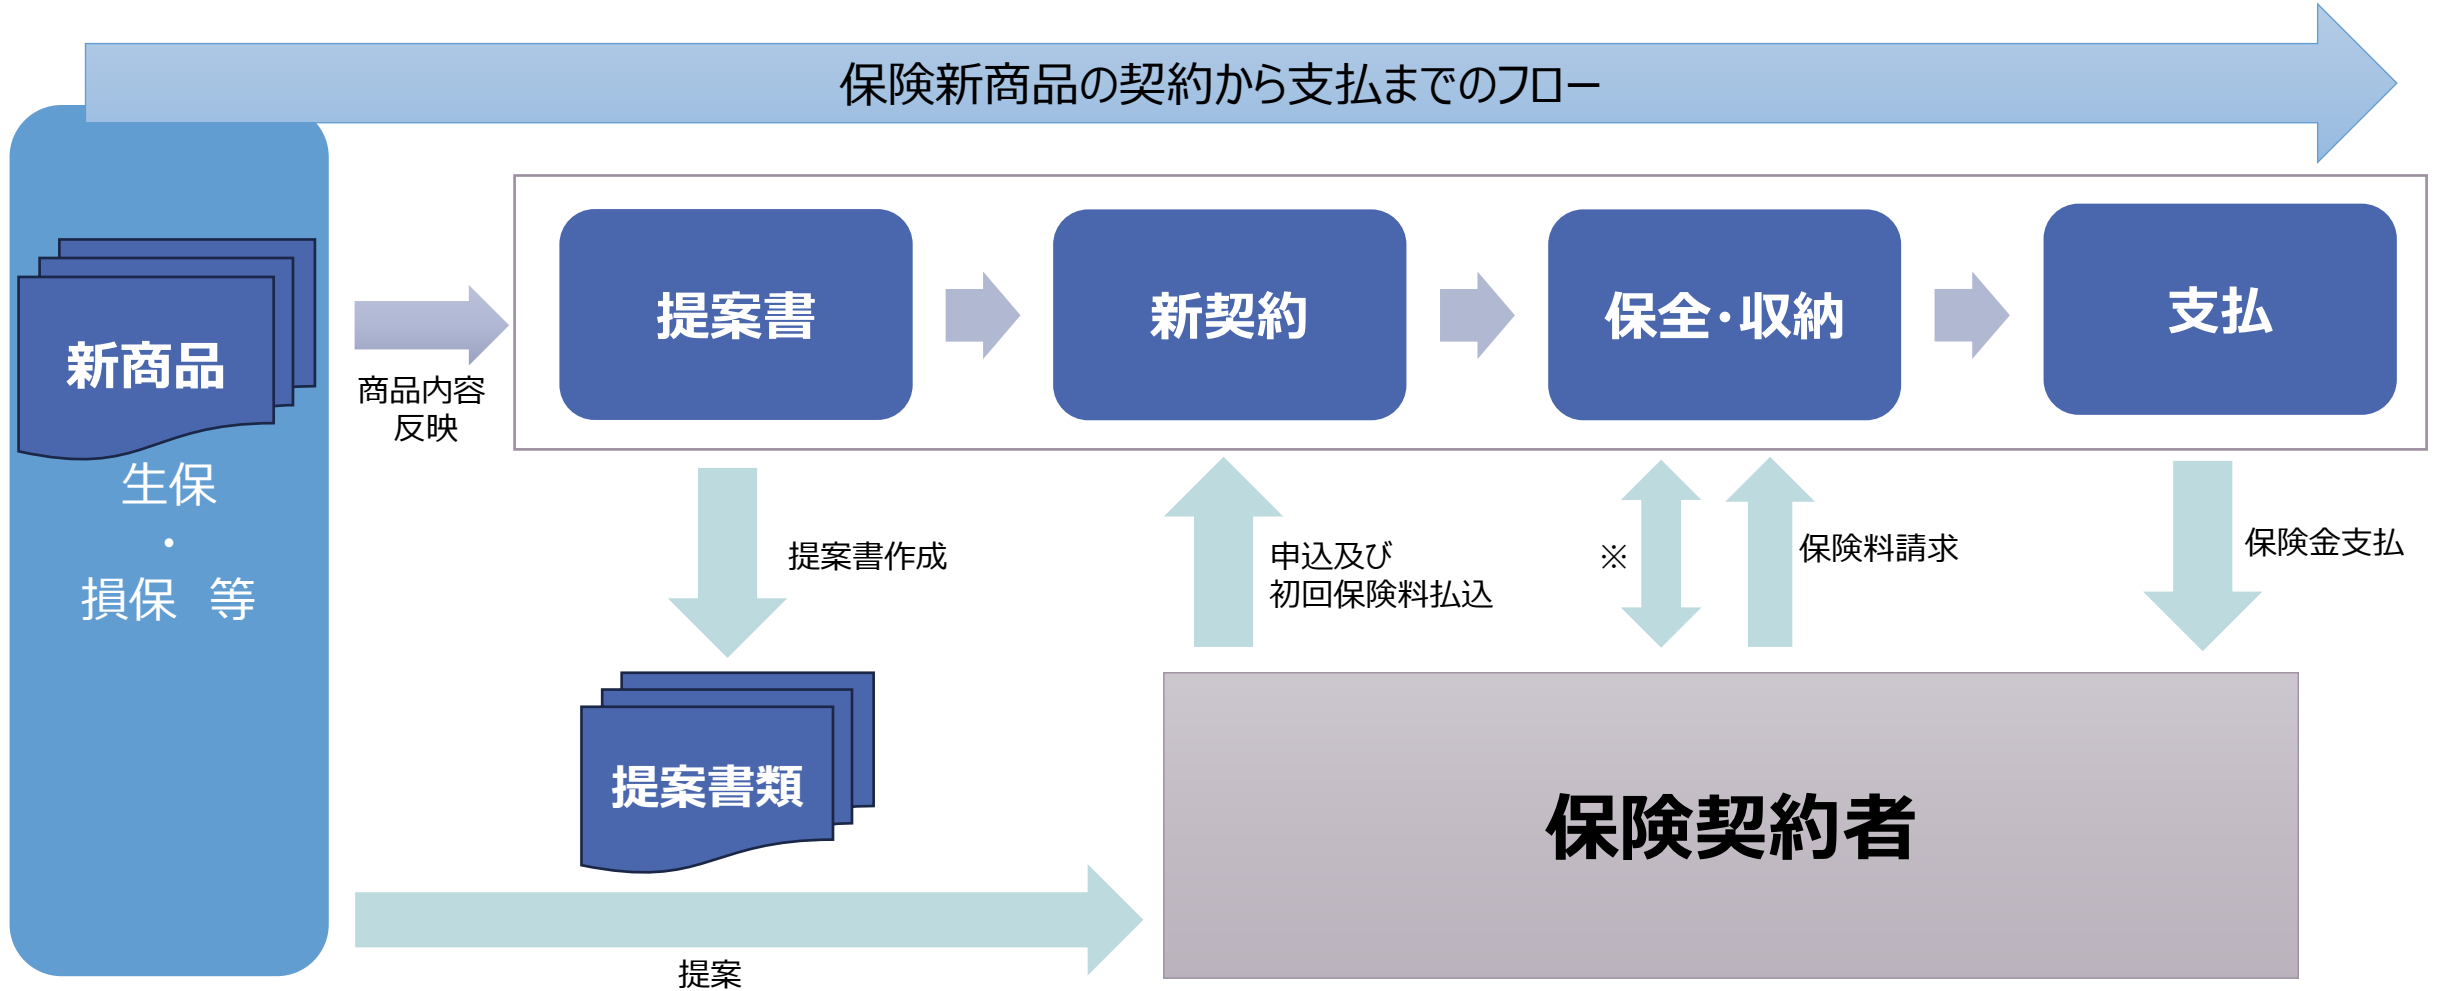 保険新商品の契約から支払までのフロー
新商品
生保
・
損保 等
商品内容
反映
提案書
新契約
保全・収納
支払
提案書作成
申込及び
初回保険料払込
※
保険料請求
保険金支払
提案書類
提案
保険契約者